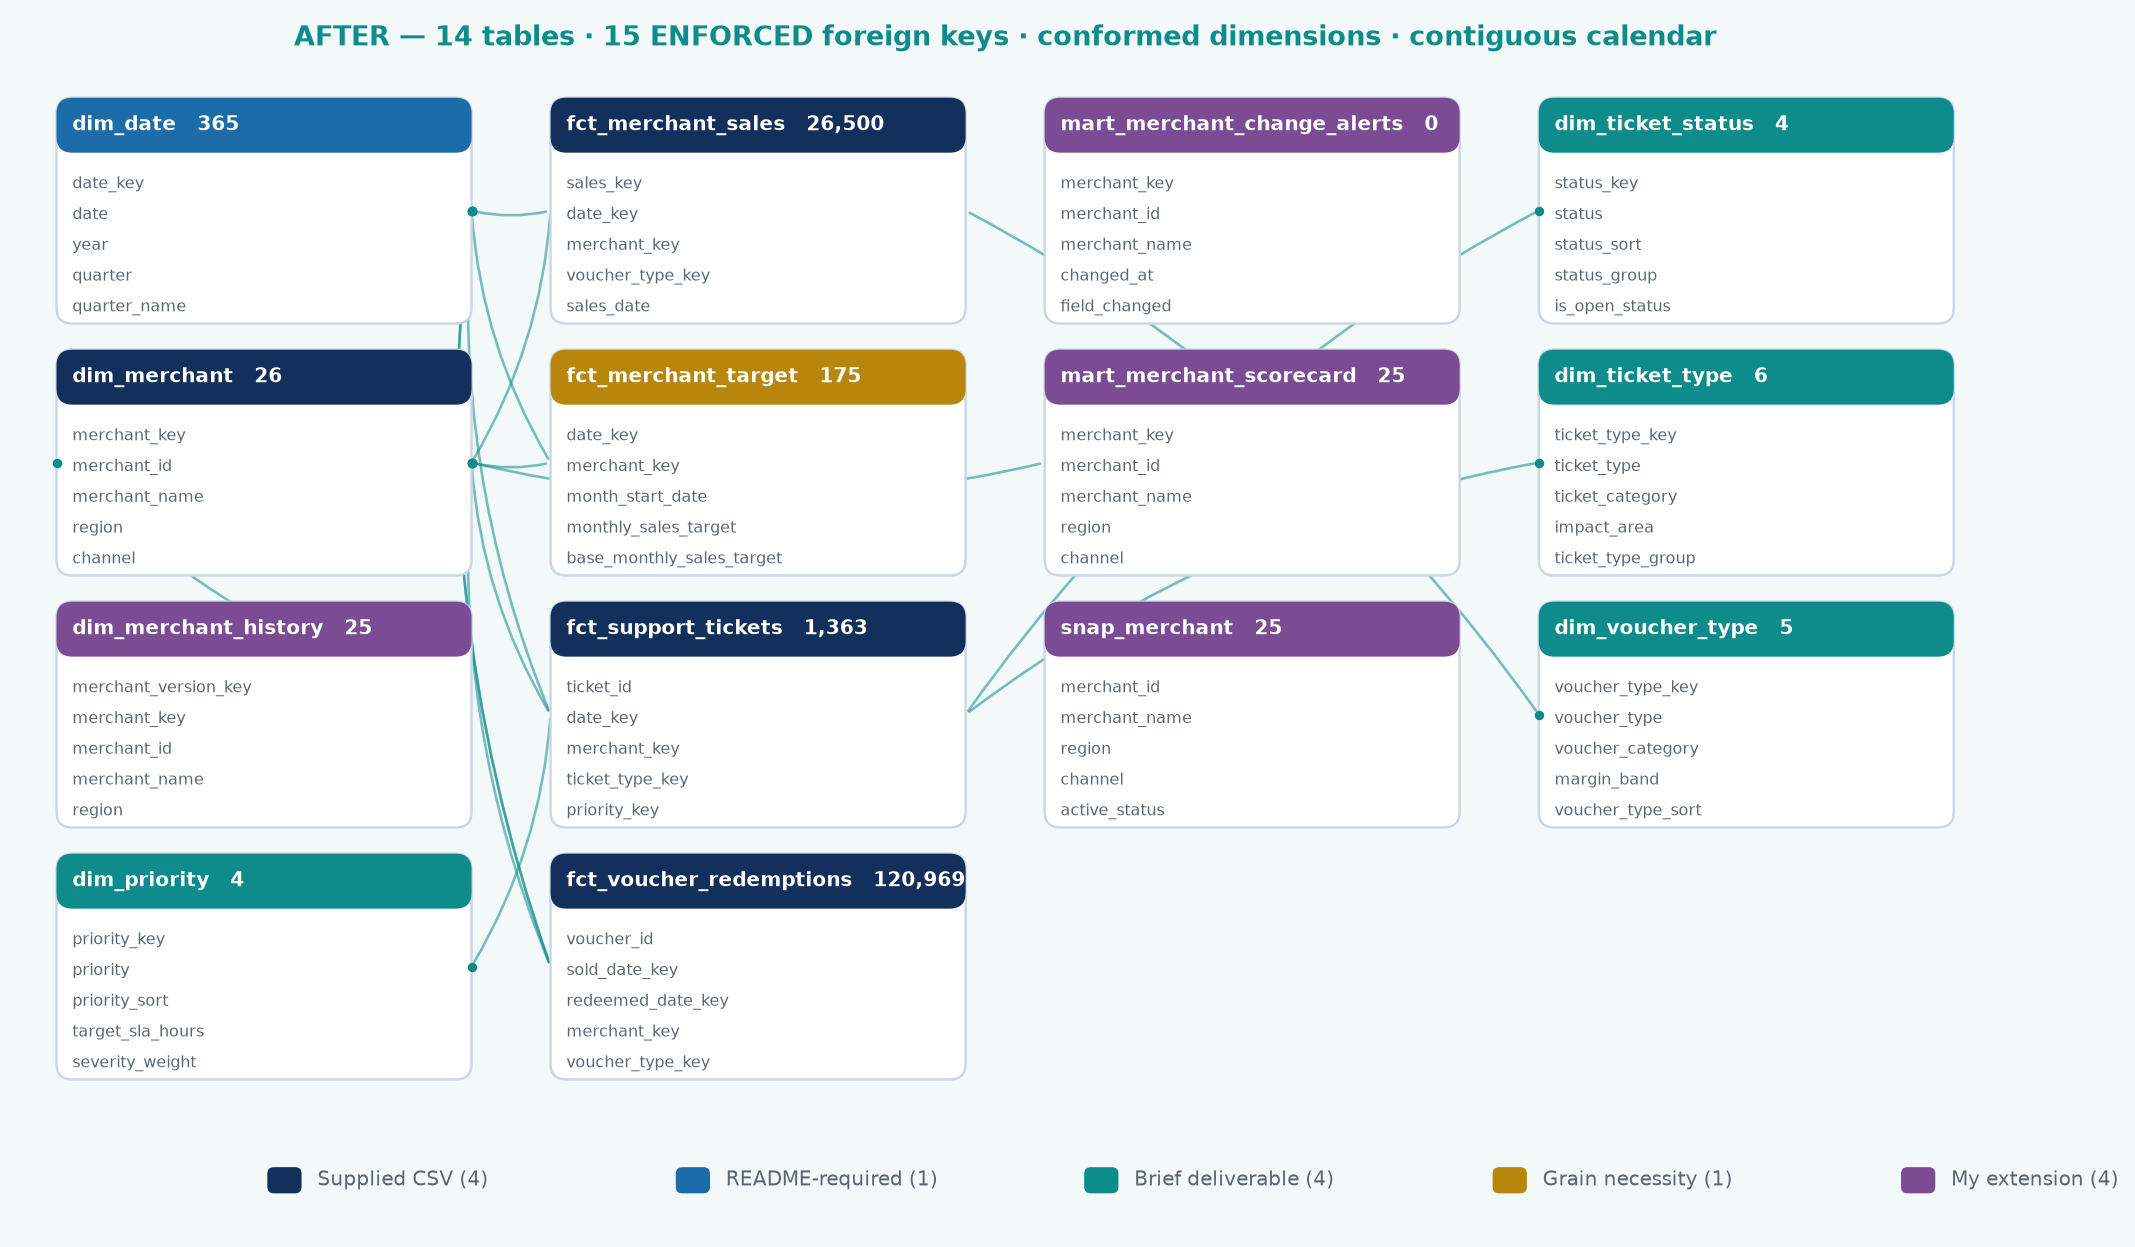 AFTER — 14 tables · 15 ENFORCED foreign keys · conformed dimensions · contiguous calendar
dim_date 365
date_key
date
year
quarter
quarter_name
fct_merchant_sales 26,500
sales_key
date_key
merchant_key
voucher_type_key
sales_date
mart_merchant_change_alerts 0
merchant_key
merchant_id
merchant_name
changed_at
field_changed
dim_ticket_status 4
status_key
status
status_sort
status_group
is_open_status
dim_merchant 26
merchant_key
merchant_id
merchant_name
region
channel
fct_merchant_target 175
date_key
merchant_key
month_start_date
monthly_sales_target
base_monthly_sales_target
mart_merchant_scorecard 25
merchant_key
merchant_id
merchant_name
region
channel
dim_ticket_type 6
ticket_type_key
ticket_type
ticket_category
impact_area
ticket_type_group
dim_merchant_history 25
merchant_version_key
merchant_key
merchant_id
merchant_name
region
fct_support_tickets 1,363
ticket_id
date_key
merchant_key
ticket_type_key
priority_key
snap_merchant 25
merchant_id
merchant_name
region
channel
active_status
dim_voucher_type 5
voucher_type_key
voucher_type
voucher_category
margin_band
voucher_type_sort
dim_priority 4
priority_key
priority
priority_sort
target_sla_hours
severity_weight
fct_voucher_redemptions 120,969
voucher_id
sold_date_key
redeemed_date_key
merchant_key
voucher_type_key
Supplied CSV (4)
README-required (1)
Brief deliverable (4)
Grain necessity (1)
My extension (4)